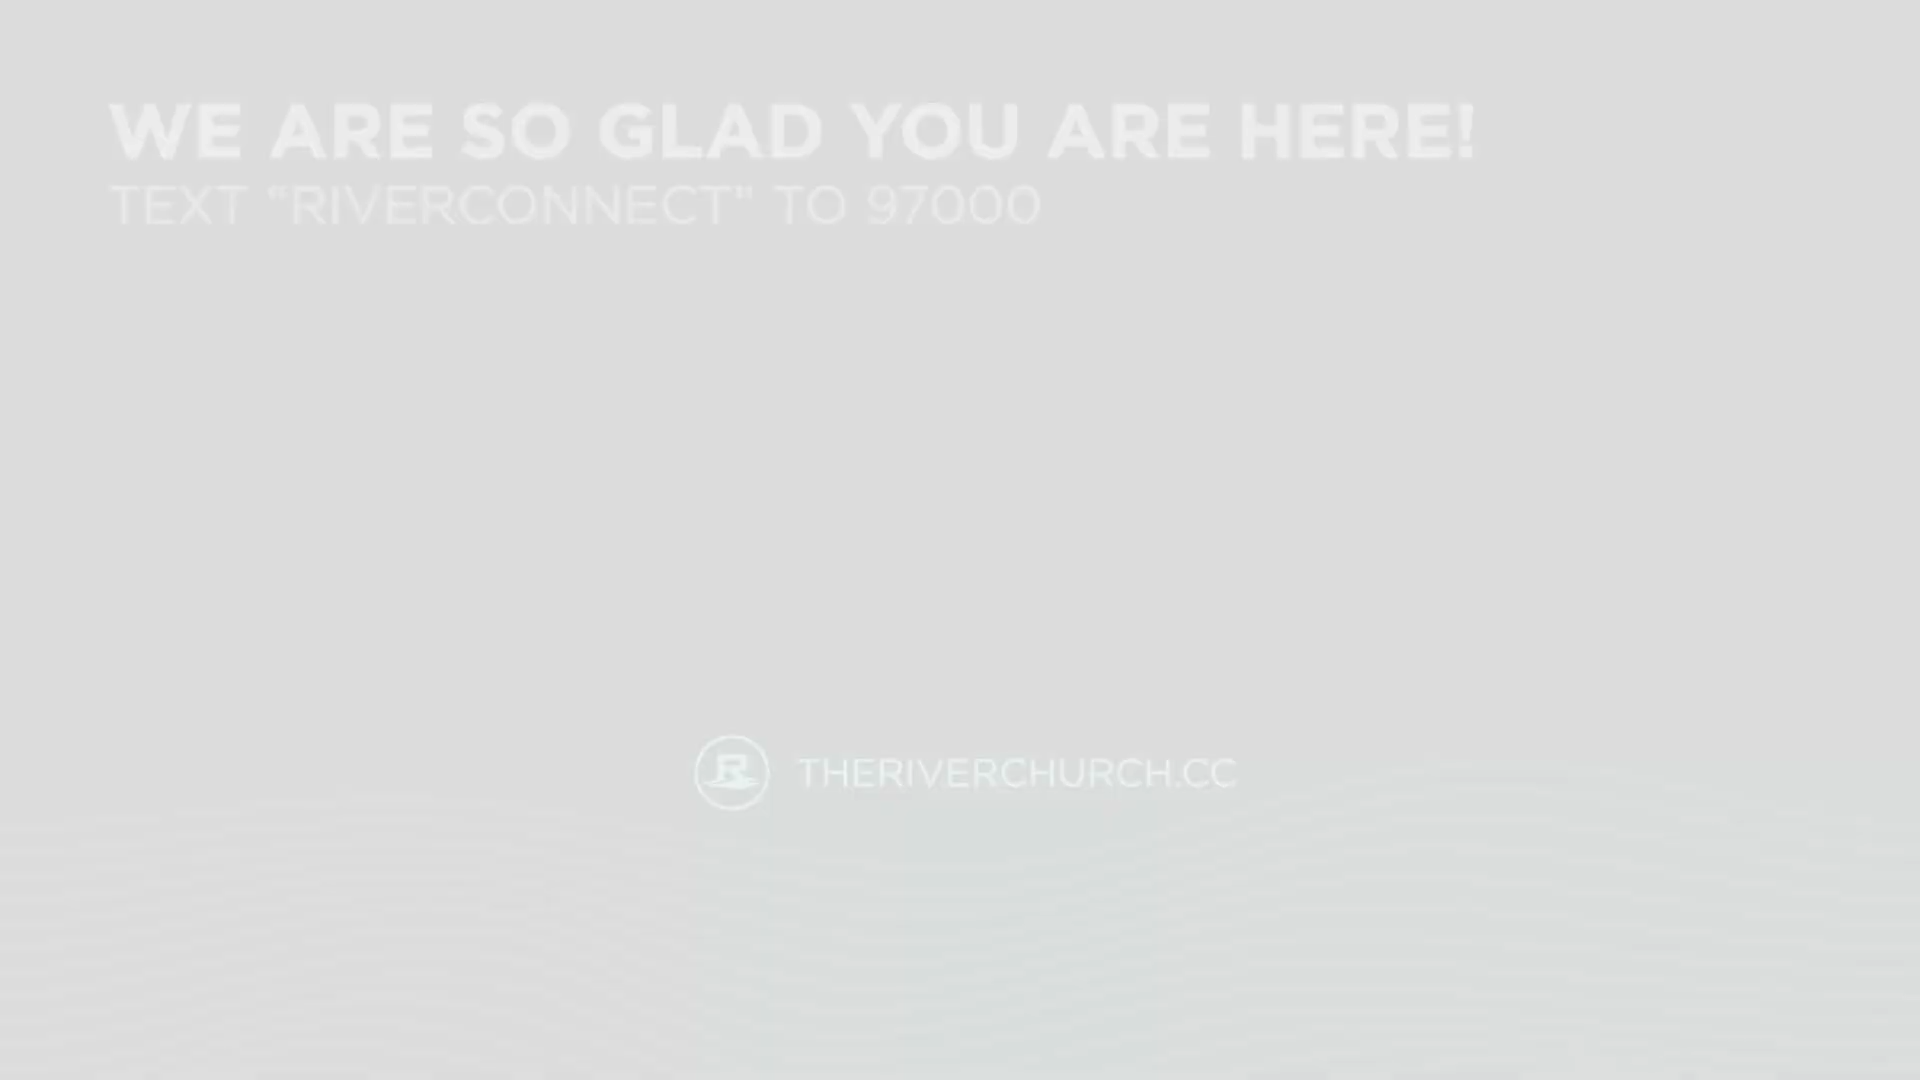 WE ARE SO GLAD YOU ARE HERE!
TEXT “RIVERCONNECT” TO 97000
R THERIVERCHURCH.CC